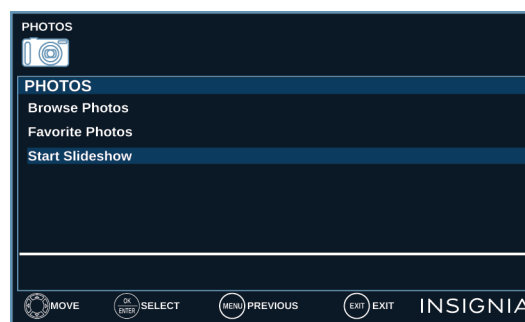 PHOTOS
PHOTOS
Browse Photos
Favorite Photos
Start Slideshow
MOVE OK ENTER SELECT MENU PREVIOUS EXIT EXIT INSIGNIA